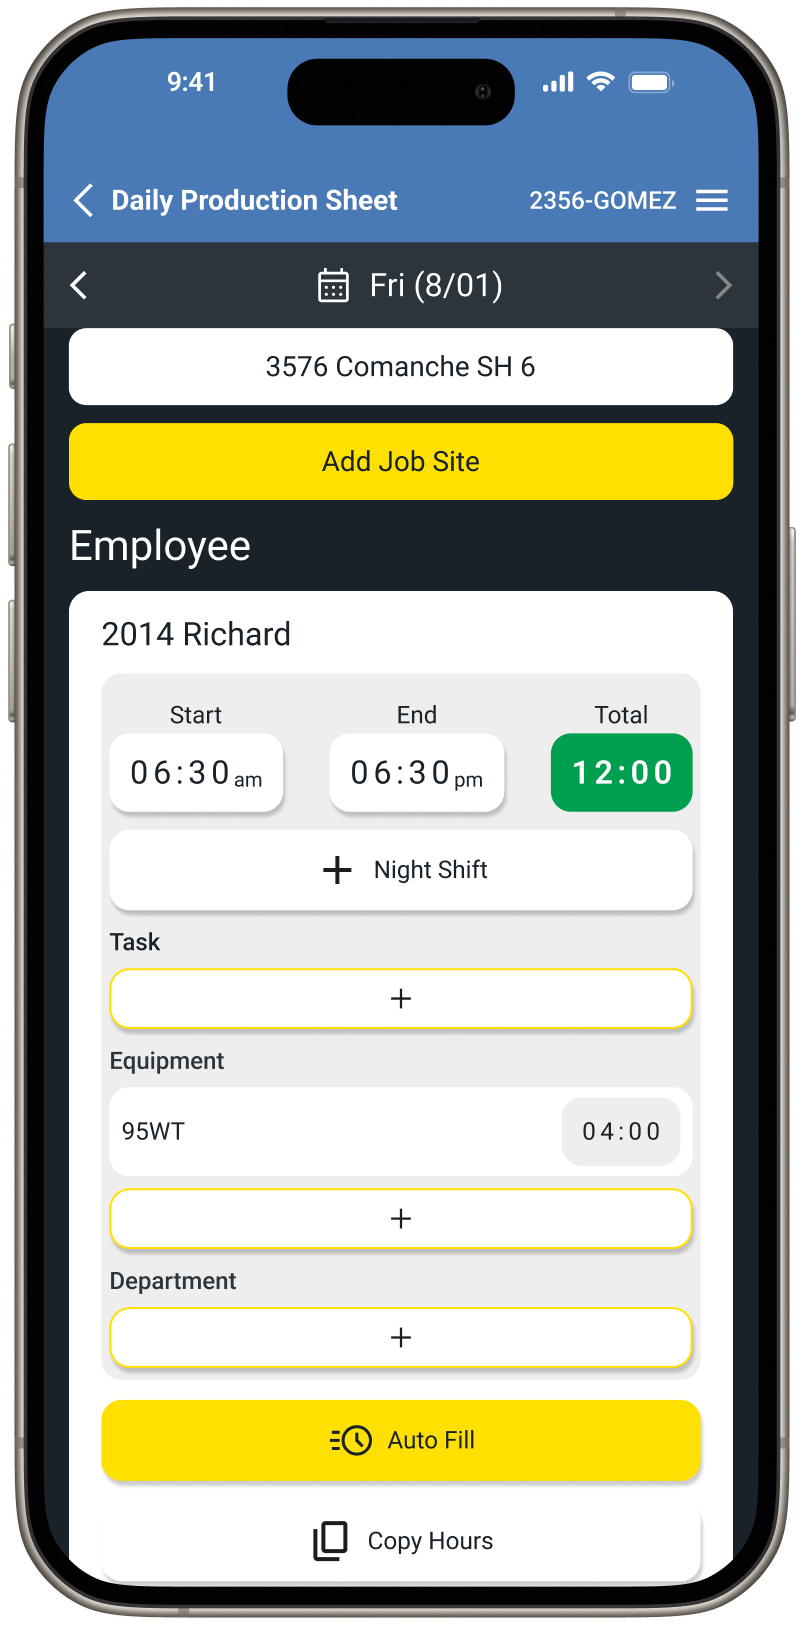 9:41
Daily Production Sheet 2356-GOMEZ
Fri (8/01)
3576 Comanche SH 6
Add Job Site
Employee
2014 Richard
Start End Total
06:30 am 06:30 pm 12:00
+ Night Shift
Task
+
Equipment
95WT 04:00
+
Department
+
Auto Fill
Copy Hours